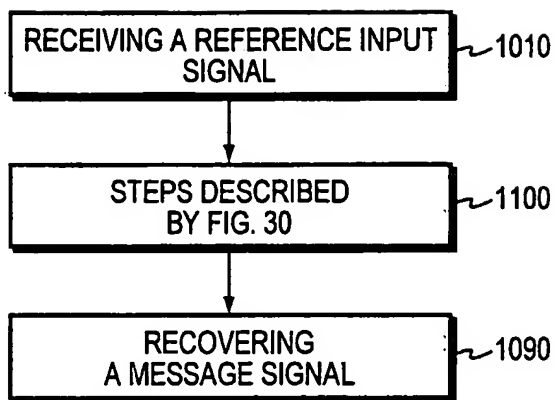 RECEIVING A REFERENCE INPUT
SIGNAL
1010
STEPS DESCRIBED
BY FIG. 30
1100
RECOVERING
A MESSAGE SIGNAL
1090